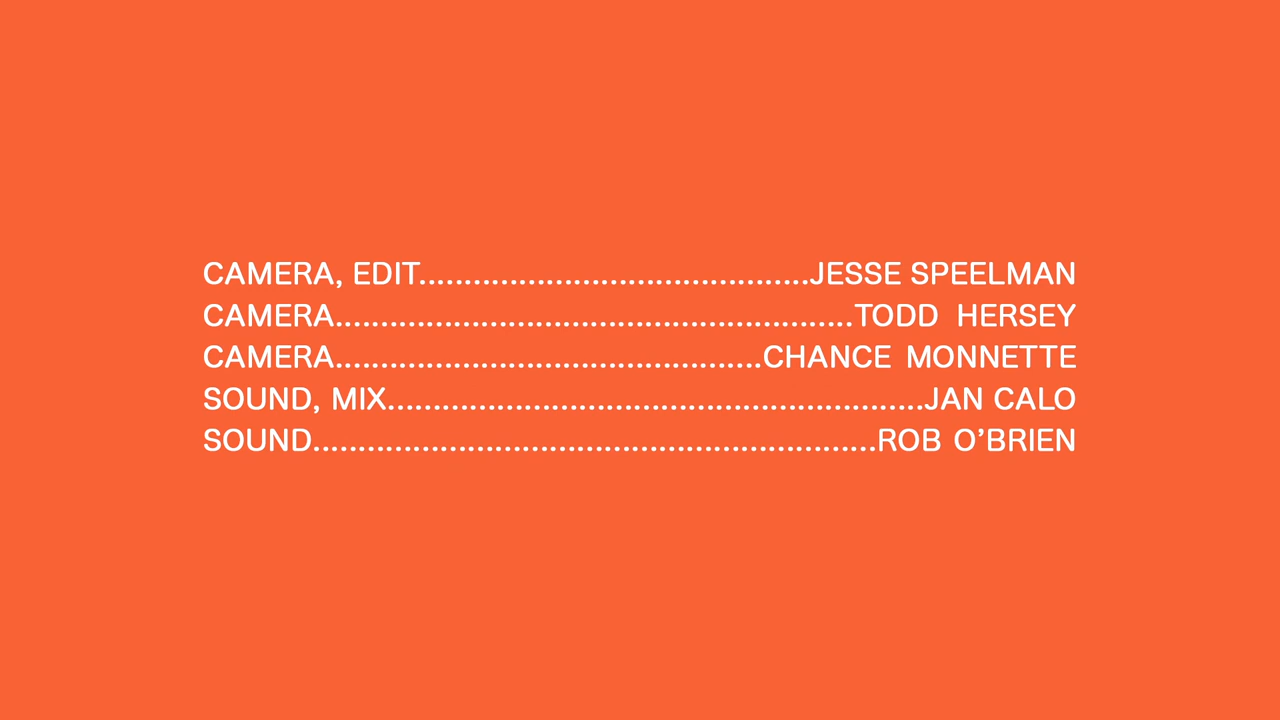 CAMERA, EDIT...........................................JESSE SPEELMAN
CAMERA.........................................................TODD  HERSEY
CAMERA...............................................CHANCE  MONNETTE
SOUND, MIX...........................................................JAN CALO
SOUND..............................................................ROB O’BRIEN